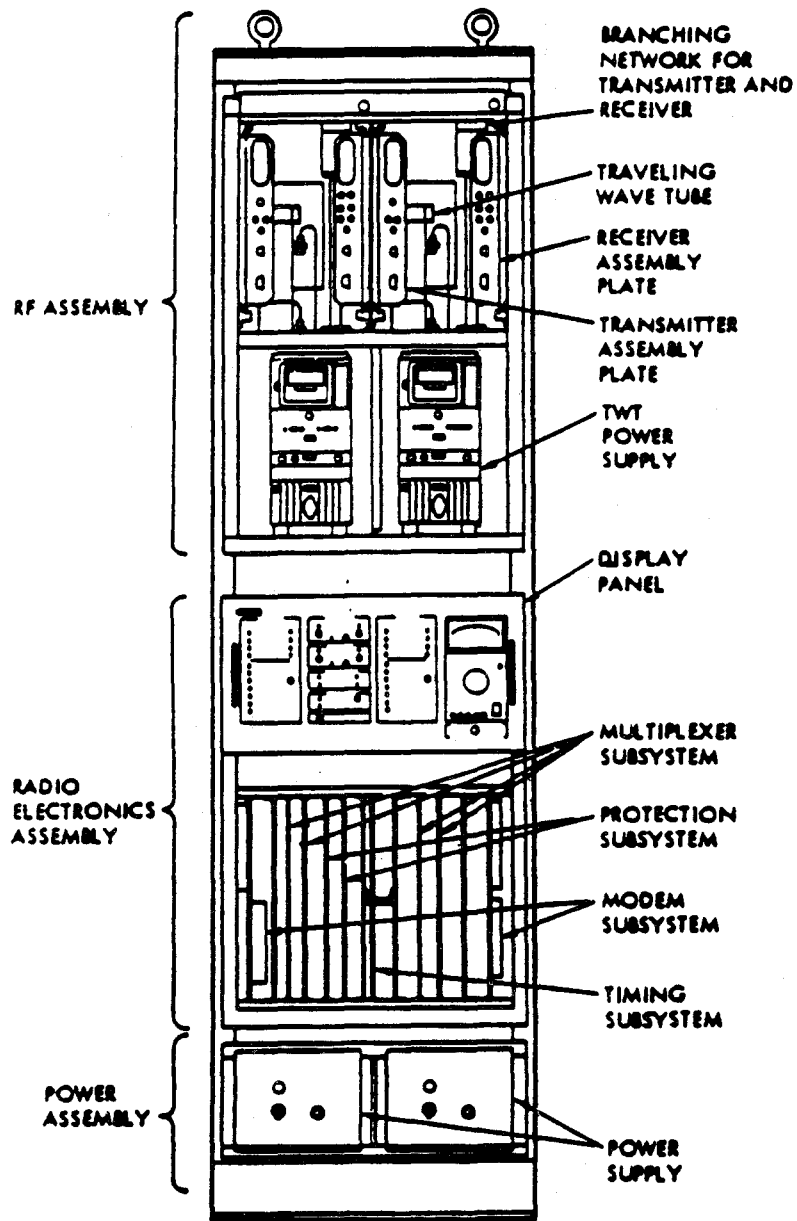 BRANCHING
NETWORK FOR
TRANSMITTER AND
RECEIVER
TRAVELING
WAVE TUBE
RECEIVER
ASSEMBLY
PLATE
RF ASSEMBLY
TRANSMITTER
ASSEMBLY
PLATE
TWT
POWER
SUPPLY
DISPLAY
PANEL
MULTIPLEXER
SUBSYSTEM
RADIO
ELECTRONICS
ASSEMBLY
PROTECTION
SUBSYSTEM
MODEM
SUBSYSTEM
TIMING
SUBSYSTEM
POWER
ASSEMBLY
POWER
SUPPLY